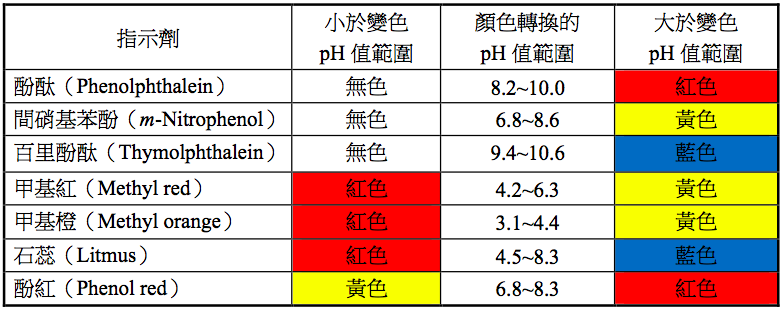 指示劑 小於變色 pH 值範圍 顏色轉換的 pH 值範圍 大於變色 pH 值範圍
酚酞（Phenolphthalein） 無色 8.2~10.0 紅色
間硝基苯酚（m-Nitrophenol） 無色 6.8~8.6 黃色
百里酚酞（Thymolphthalein） 無色 9.4~10.6 藍色
甲基紅（Methyl red） 紅色 4.2~6.3 黃色
甲基橙（Methyl orange） 紅色 3.1~4.4 黃色
石蕊（Litmus） 紅色 4.5~8.3 藍色
酚紅（Phenol red） 黃色 6.8~8.3 紅色